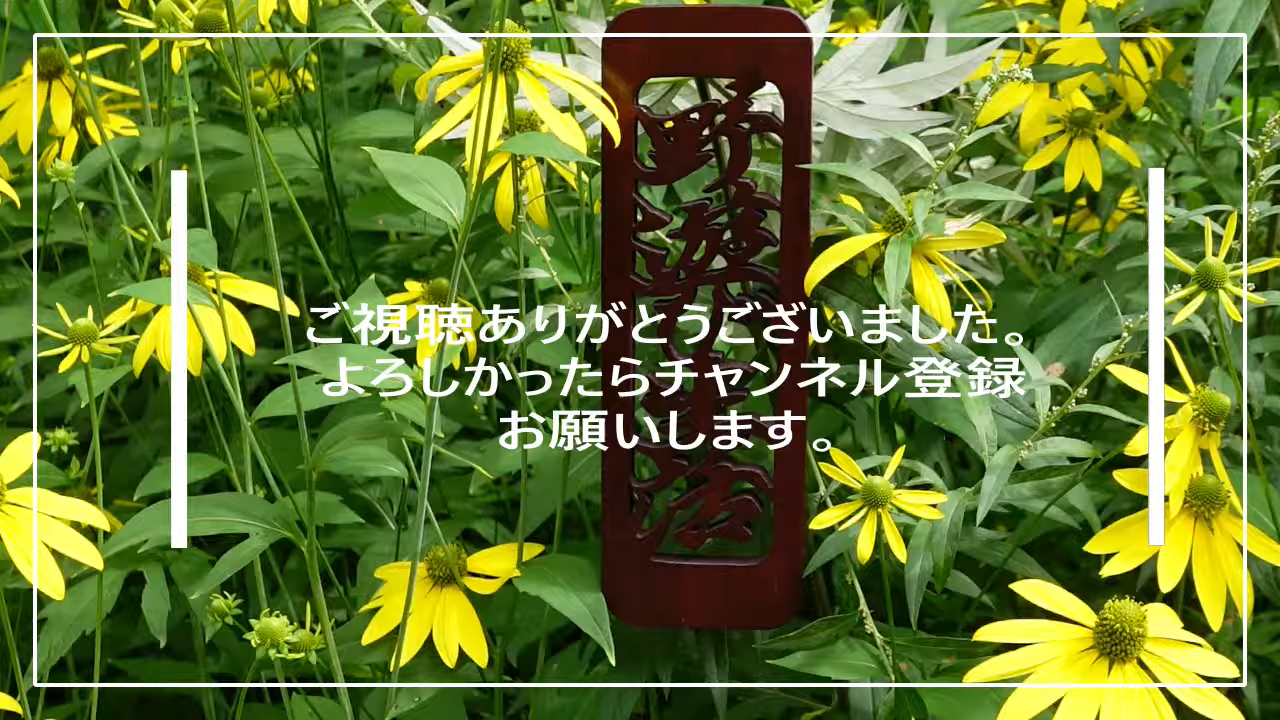 ご視聴ありがとうございました。
よろしかったらチャンネル登録
お願いします。